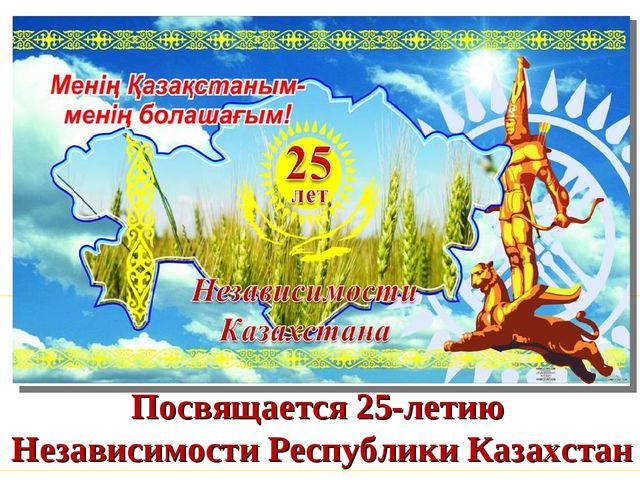 Менің Қазақстаным-
менің болашағым!
25
лет
Независимости
Казахстана
Посвящается 25-летию
Независимости Республики Казахстан